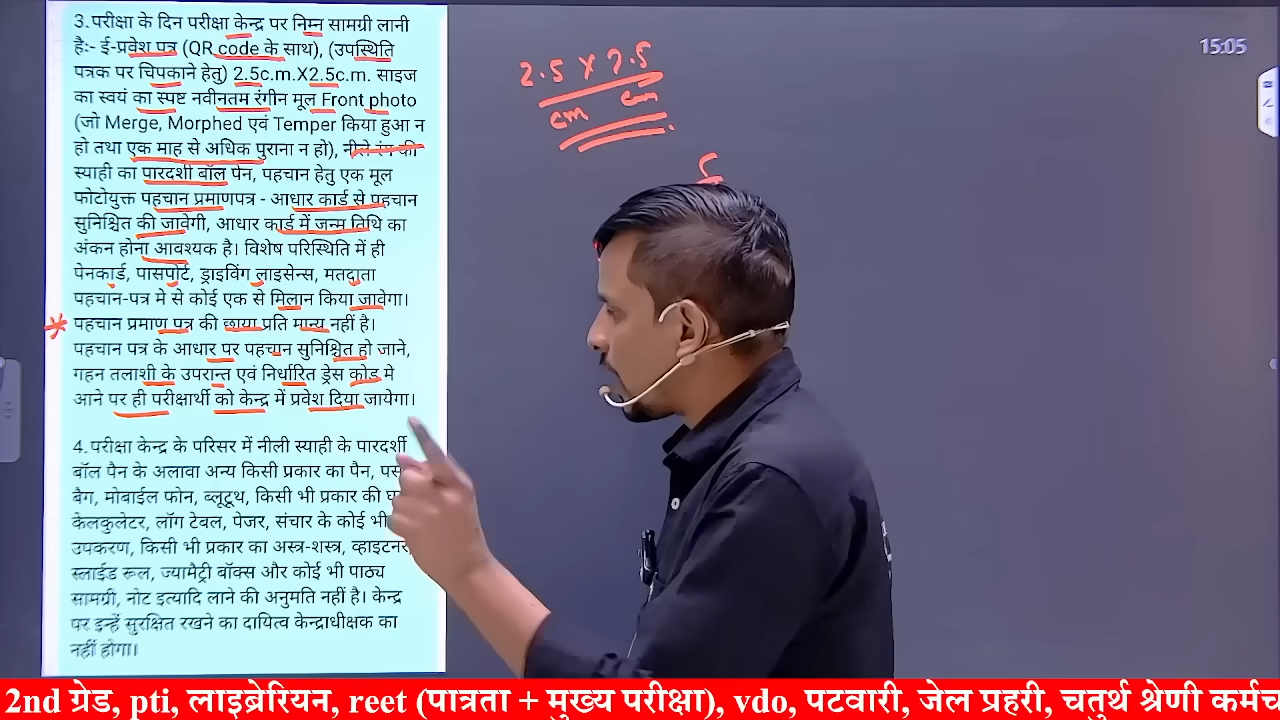 3. परीक्षा के दिन परीक्षा केन्द्र पर निम्न सामग्री लानी
है:- ई-प्रवेश पत्र (QR code के साथ), (उपस्थिति
पत्रक पर चिपकाने हेतु) 2.5c.m.X2.5c.m. साइज
का स्वयं का स्पष्ट नवीनतम रंगीन मूल Front photo
(जो Merge, Morphed एवं Temper किया हुआ न
हो तथा एक माह से अधिक पुराना न हो), नीले रंग की
स्याही का पारदर्शी बॉल पेन, पहचान हेतु एक मूल
फोटोयुक्त पहचान प्रमाणपत्र - आधार कार्ड से पहचान
सुनिश्चित की जावेगी, आधार कार्ड में जन्म तिथि का
अंकन होना आवश्यक है। विशेष परिस्थिति में ही
पेनकार्ड, पासपोर्ट, ड्राइविंग लाइसेन्स, मतदाता
पहचान-पत्र मे से कोई एक से मिलान किया जावेगा।
पहचान प्रमाण पत्र की छाया प्रति मान्य नहीं है।
पहचान पत्र के आधार पर पहचान सुनिश्चित हो जाने,
गहन तलाशी के उपरान्त एवं निर्धारित ड्रेस कोड मे
आने पर ही परीक्षार्थी को केन्द्र में प्रवेश दिया जायेगा।
4. परीक्षा केन्द्र के परिसर में नीली स्याही के पारदर्शी
बॉल पैन के अलावा अन्य किसी प्रकार का पैन,
बैग, मोबाईल फोन, ब्लूटूथ, किसी भी प्रकार की
केलकुलेटर, लॉग टेबल, पेजर, संचार के कोई भी
उपकरण, किसी भी प्रकार का अस्त्र-शस्त्र, व्हाइटनर,
स्लाईड रूल, ज्यामैट्री बॉक्स और कोई भी पाठ्य
सामग्री, नोट इत्यादि लाने की अनुमति नहीं है। केन्द्र
पर इन्हें सुरक्षित रखने का दायित्व केन्द्राधीक्षक का
नहीं होगा।
2.5 X 2.5
cm cm
15:05
2nd ग्रेड, pti, लाइब्रेरियन, reet (पात्रता + मुख्य परीक्षा), vdo, पटवारी, जेल प्रहरी, चतुर्थ श्रेणी कर्मच